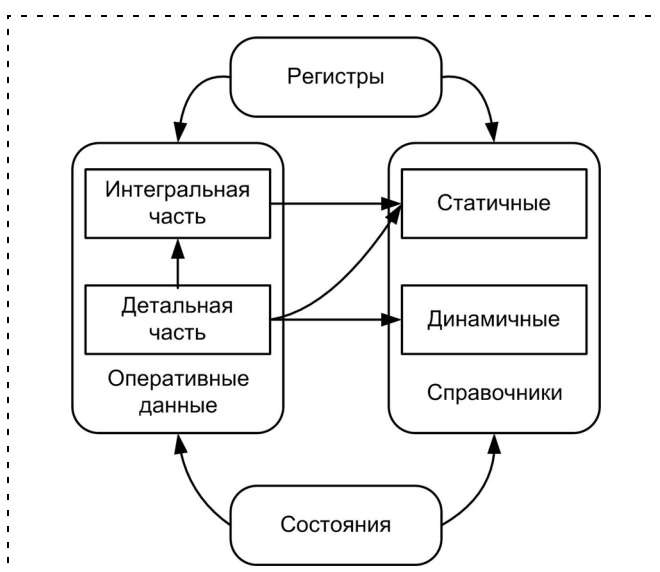 Регистры
Интегральная
часть
Статичные
Детальная
часть
Динамичные
Оперативные
данные
Справочники
Состояния